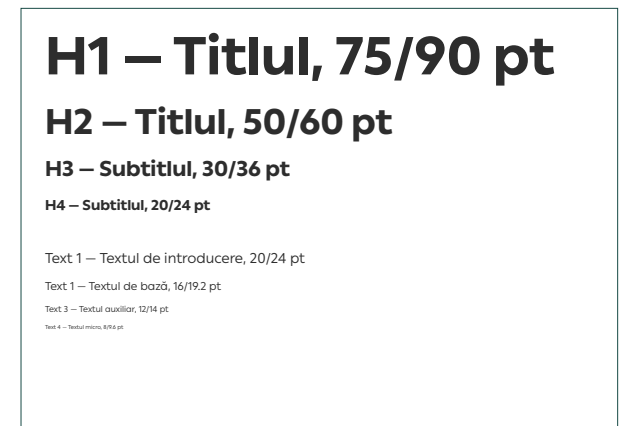 H1 — Titlul, 75/90 pt
H2 — Titlul, 50/60 pt
H3 — Subtitlul, 30/36 pt
H4 — Subtitlul, 20/24 pt
Text 1 — Textul de introducere, 20/24 pt
Text 1 — Textul de bază, 16/19.2 pt
Text 3 — Textul auxiliar, 12/14 pt
Text 4 — Textul micro, 8/9.6 pt